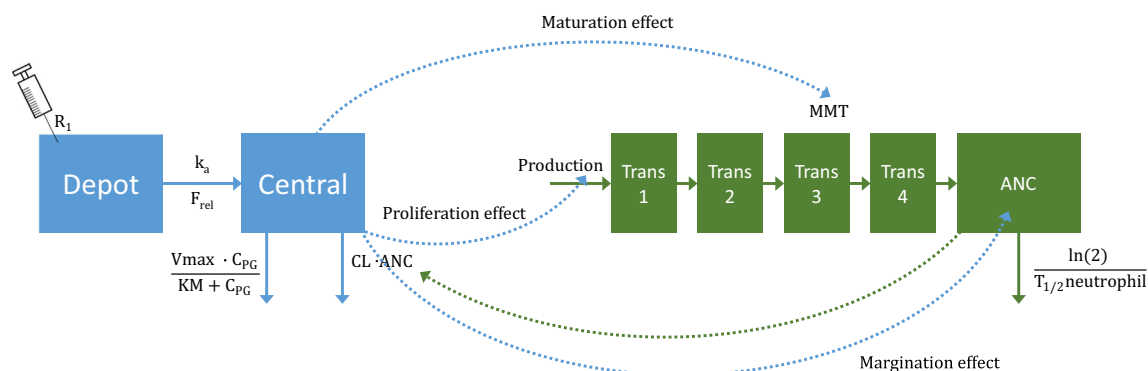 Maturation effect
R1
MMT
Depot
ka
Frel
Central
Production
Trans
1
Trans
2
Trans
3
Trans
4
ANC
Proliferation effect
Vmax · CPG
KM + CPG
CL ·ANC
ln(2)
T1/2neutrophil
Margination effect